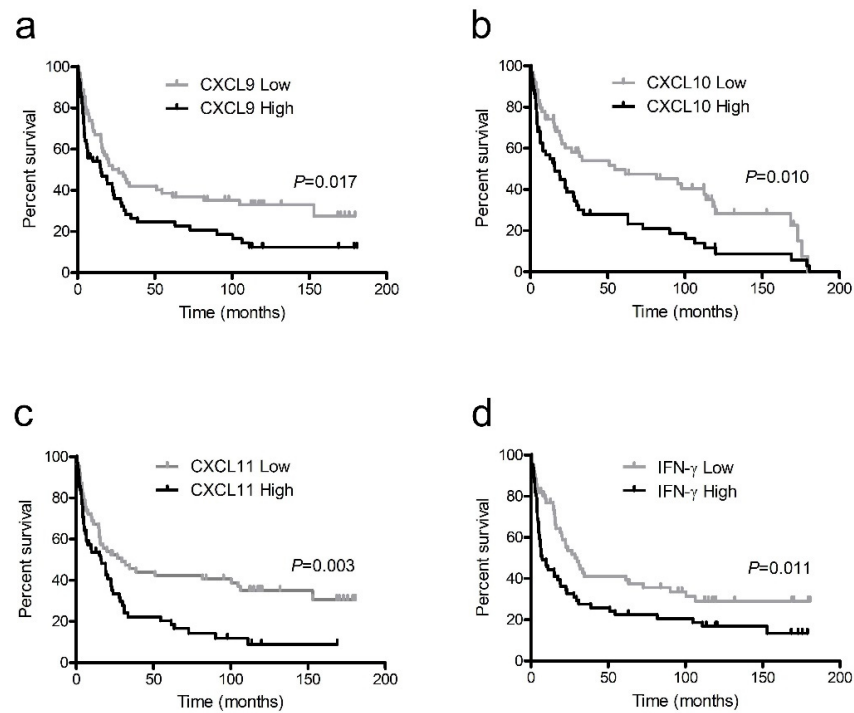 a
CXCL9 Low
CXCL9 High
P=0.017
Percent survival
100
80
60
40
20
0
0 50 100 150 200
Time (months)
b
CXCL10 Low
CXCL10 High
P=0.010
Percent survival
100
80
60
40
20
0
0 50 100 150 200
Time (months)
c
CXCL11 Low
CXCL11 High
P=0.003
Percent survival
100
80
60
40
20
0
0 50 100 150 200
Time (months)
d
IFN-γ Low
IFN-γ High
P=0.011
Percent survival
100
80
60
40
20
0
0 50 100 150 200
Time (months)